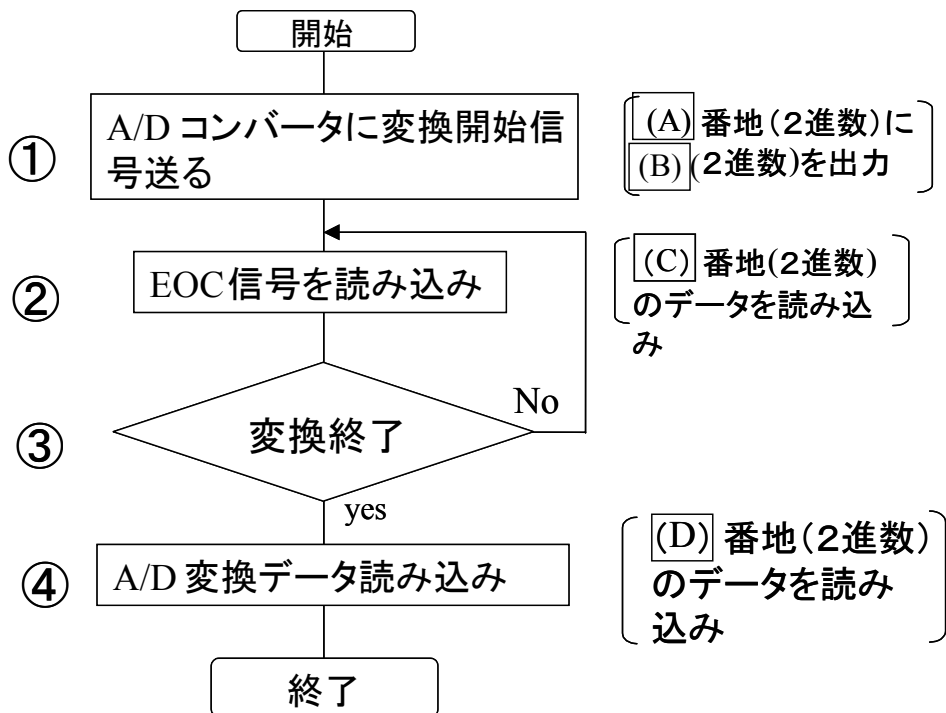 開始
①
A/D コンバータに変換開始信
号送る
(A) 番地(2進数)に
(B) (2進数)を出力
②
EOC 信号を読み込み
(C) 番地(2進数)
のデータを読み込
み
③
変換終了
No
yes
④
A/D 変換データ読み込み
(D) 番地(2進数)
のデータを読み
込み
終了